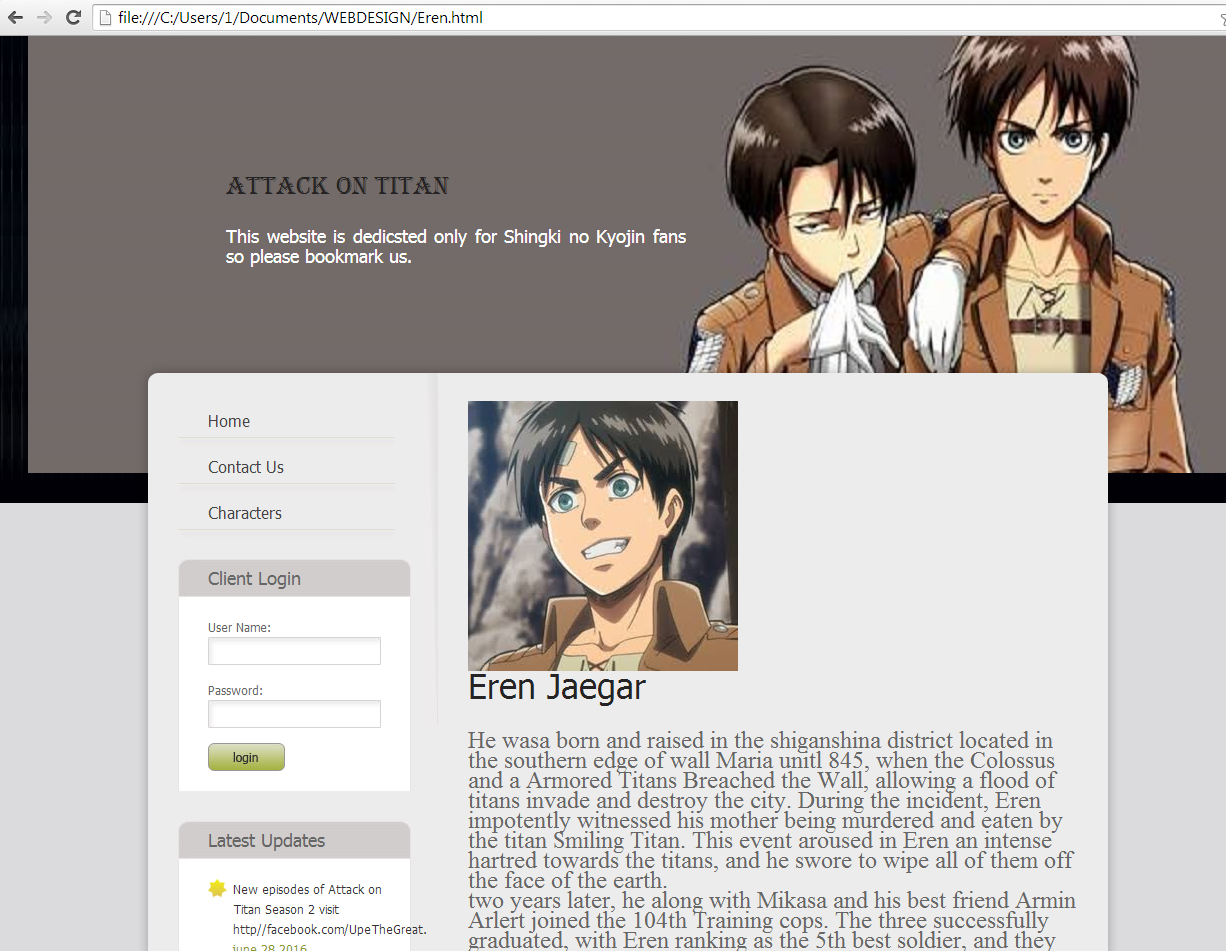 file:///C:/Users/1/Documents/WEBDESIGN/Eren.html
ATTACK ON TITAN
This website is dedicsted only for Shingki no Kyojin fans
so please bookmark us.
Home
Contact Us
Characters
Client Login
User Name:
Password:
login
Latest Updates
New episodes of Attack on
Titan Season 2 visit
http://facebook.com/UpeTheGreat.
june 28 2016
Eren Jaegar
He wasa born and raised in the shiganshina district located in
the southern edge of wall Maria unitl 845, when the Colossus
and a Armored Titans Breached the Wall, allowing a flood of
titans invade and destroy the city. During the incident, Eren
impotently witnessed his mother being murdered and eaten by
the titan Smiling Titan. This event aroused in Eren an intense
hartred towards the titans, and he swore to wipe all of them off
the face of the earth.
two years later, he along with Mikasa and his best friend Armin
Arlert joined the 104th Training cops. The three successfully
graduated, with Eren ranking as the 5th best soldier, and they